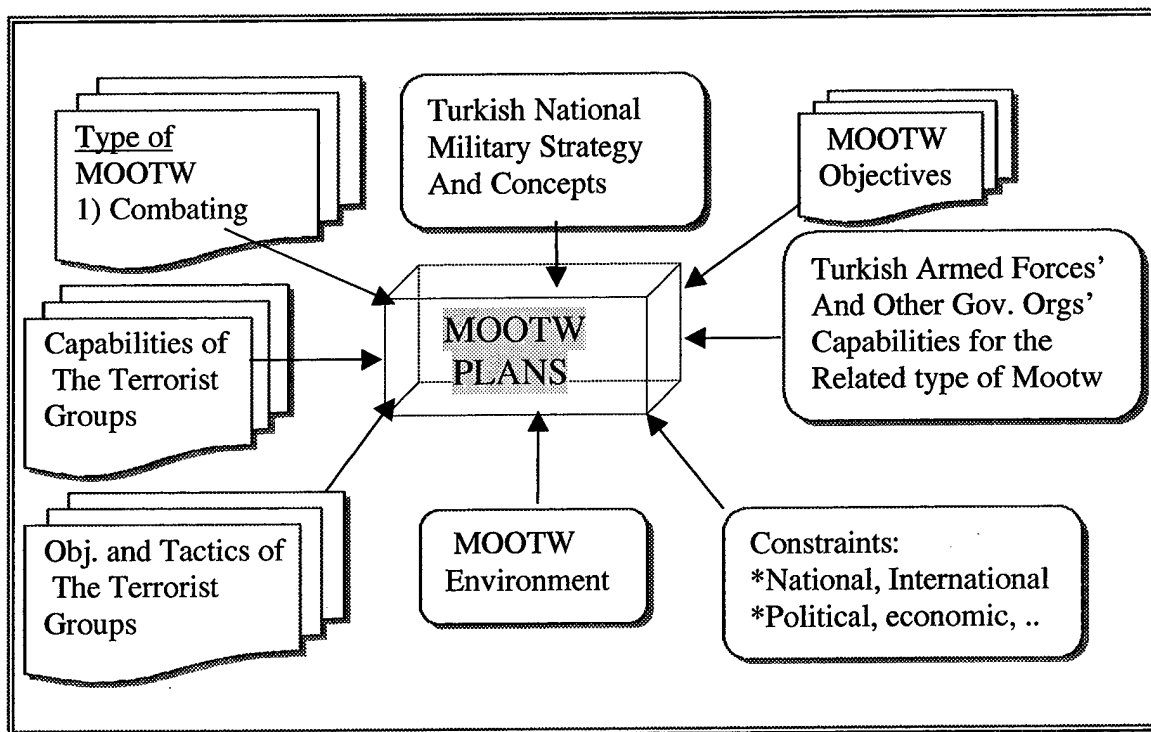 Type of
MOOTW
1) Combating
Turkish National
Military Strategy
And Concepts
MOOTW
Objectives
Capabilities of
The Terrorist
Groups
MOOTW
PLANS
Turkish Armed Forces'
And Other Gov. Orgs'
Capabilities for the
Related type of Mootw
Obj. and Tactics of
The Terrorist
Groups
MOOTW
Environment
Constraints:
*National, International
*Political, economic, ..